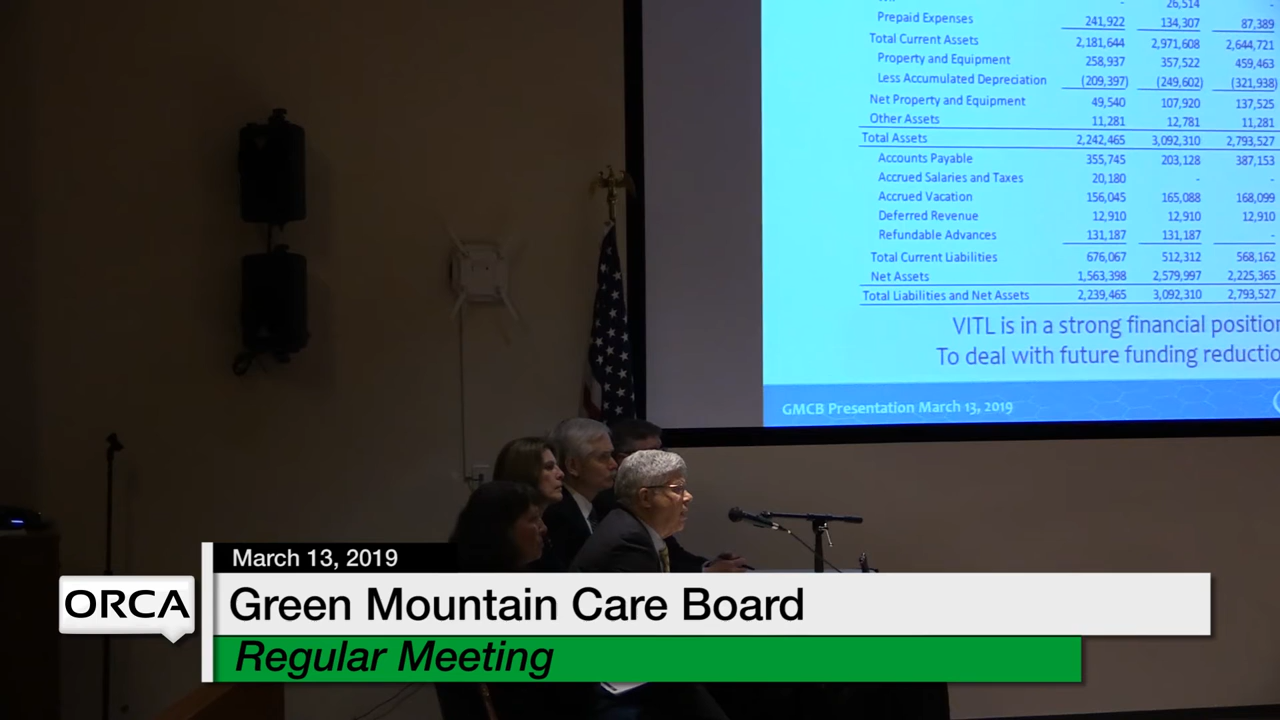 26,514 -
Prepaid Expenses 241,922 134,307 87,389
Total Current Assets 2,181,644 2,971,608 2,644,721
Property and Equipment 258,937 357,522 459,463
Less Accumulated Depreciation (209,397) (249,602) (321,938)
Net Property and Equipment 49,540 107,920 137,525
Other Assets 11,281 12,781 11,281
Total Assets 2,242,465 3,092,310 2,793,527
Accounts Payable 355,745 203,128 387,153
Accrued Salaries and Taxes 20,180 - -
Accrued Vacation 156,045 165,088 168,099
Deferred Revenue 12,910 12,910 12,910
Refundable Advances 131,187 131,187 -
Total Current Liabilities 676,067 512,312 568,162
Net Assets 1,563,398 2,579,997 2,225,365
Total Liabilities and Net Assets 2,239,465 3,092,310 2,793,527
VITL is in a strong financial position
To deal with future funding reductio
GMCB Presentation March 13, 2019
March 13, 2019
ORCA
Green Mountain Care Board
Regular Meeting